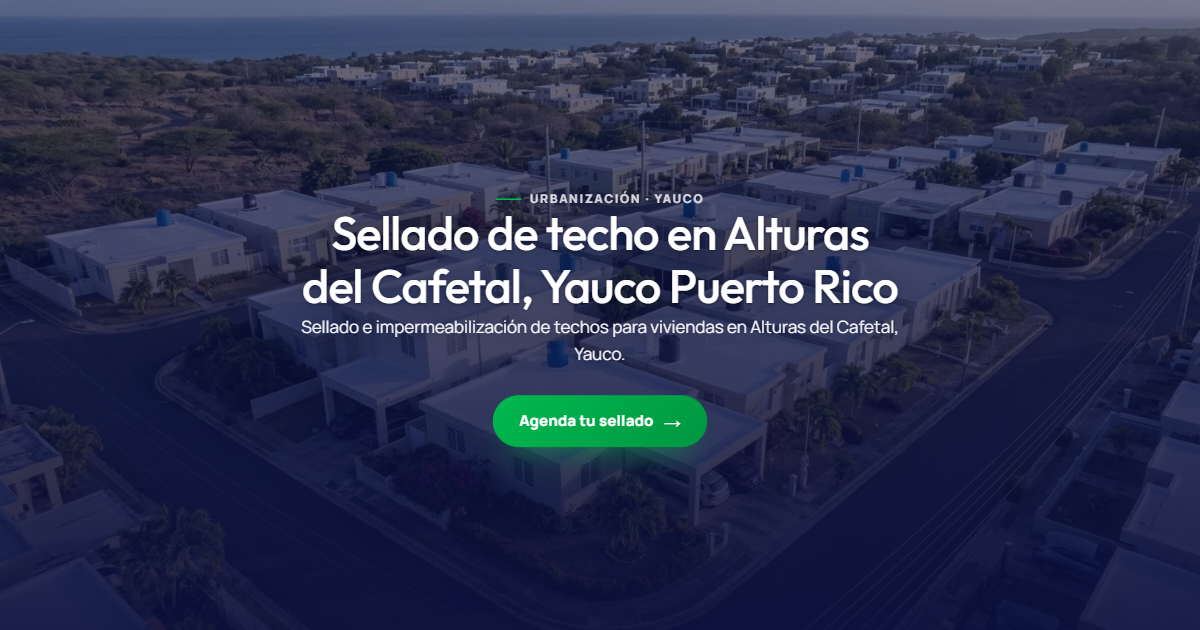 URBANIZACIÓN · YAUCO
Sellado de techo en Alturas
del Cafetal, Yauco Puerto Rico
Sellado e impermeabilización de techos para viviendas en Alturas del Cafetal,
Yauco.
Agenda tu sellado →